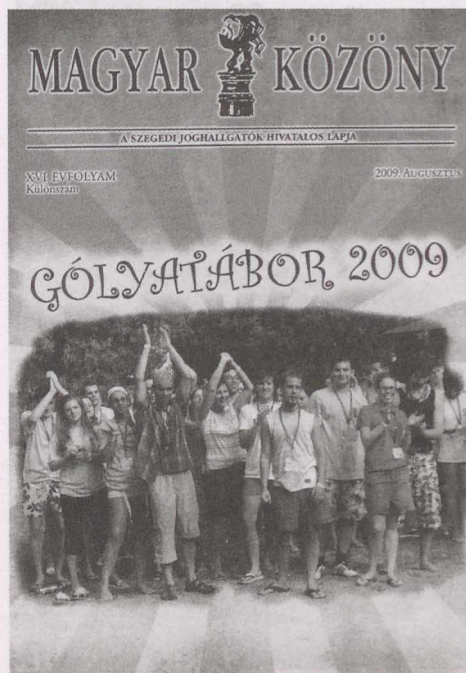 MAGYAR KÖZÖNY
A SZEGEDI JOGHALLGATÓK HIVATALOS LAPJA
XVI. ÉVFOLYAM
Különszám
2009. AUGUSZTUS
GÓLYATÁBOR 2009